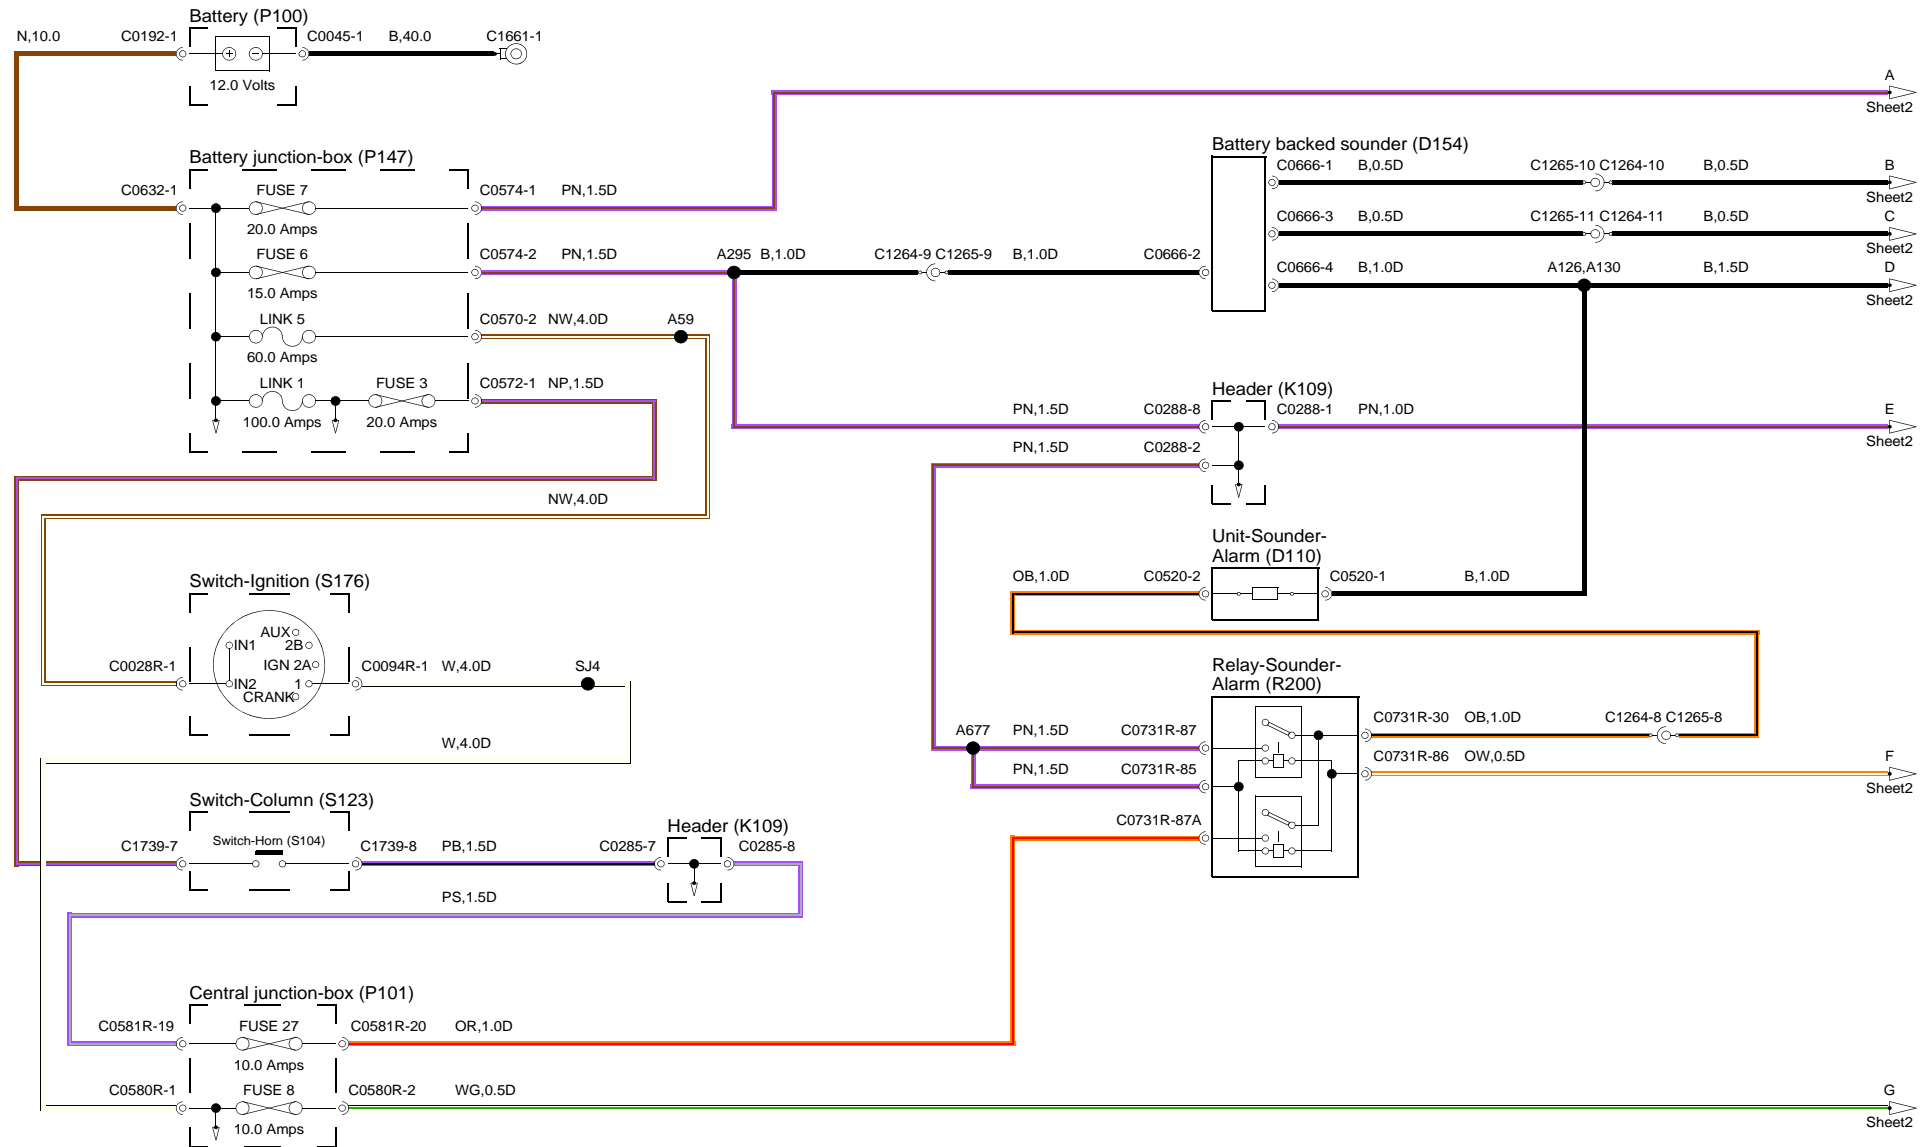 Battery (P100)
N,10.0
C0192-1
C0045-1
B,40.0
C1661-1
12.0 Volts
A
Sheet2
Battery junction-box (P147)
C0632-1
FUSE 7
20.0 Amps
C0574-1
PN,1.5D
FUSE 6
15.0 Amps
C0574-2
PN,1.5D
A295
B,1.0D
C1264-9
C1265-9
B,1.0D
C0666-2
LINK 5
60.0 Amps
C0570-2
NW,4.0D
A59
LINK 1
100.0 Amps
FUSE 3
20.0 Amps
C0572-1
NP,1.5D
NW,4.0D
Battery backed sounder (D154)
C0666-1
B,0.5D
C1265-10
C1264-10
B,0.5D
B
Sheet2
C0666-3
B,0.5D
C1265-11
C1264-11
B,0.5D
C
Sheet2
C0666-4
B,1.0D
A126,A130
B,1.5D
D
Sheet2
Header (K109)
PN,1.5D
C0288-8
C0288-1
PN,1.0D
E
Sheet2
PN,1.5D
C0288-2
Unit-Sounder-
Alarm (D110)
OB,1.0D
C0520-2
C0520-1
B,1.0D
Switch-Ignition (S176)
AUX
2B
IN1
IGN 2A
IN2
1
CRANK
C0028R-1
C0094R-1
W,4.0D
SJ4
W,4.0D
Relay-Sounder-
Alarm (R200)
A677
PN,1.5D
C0731R-87
C0731R-30
OB,1.0D
C1264-8
C1265-8
PN,1.5D
C0731R-85
C0731R-86
OW,0.5D
F
Sheet2
C0731R-87A
Switch-Column (S123)
Switch-Horn (S104)
C1739-7
C1739-8
PB,1.5D
C0285-7
Header (K109)
C0285-8
PS,1.5D
Central junction-box (P101)
C0581R-19
FUSE 27
10.0 Amps
C0581R-20
OR,1.0D
C0580R-1
FUSE 8
10.0 Amps
C0580R-2
WG,0.5D
G
Sheet2